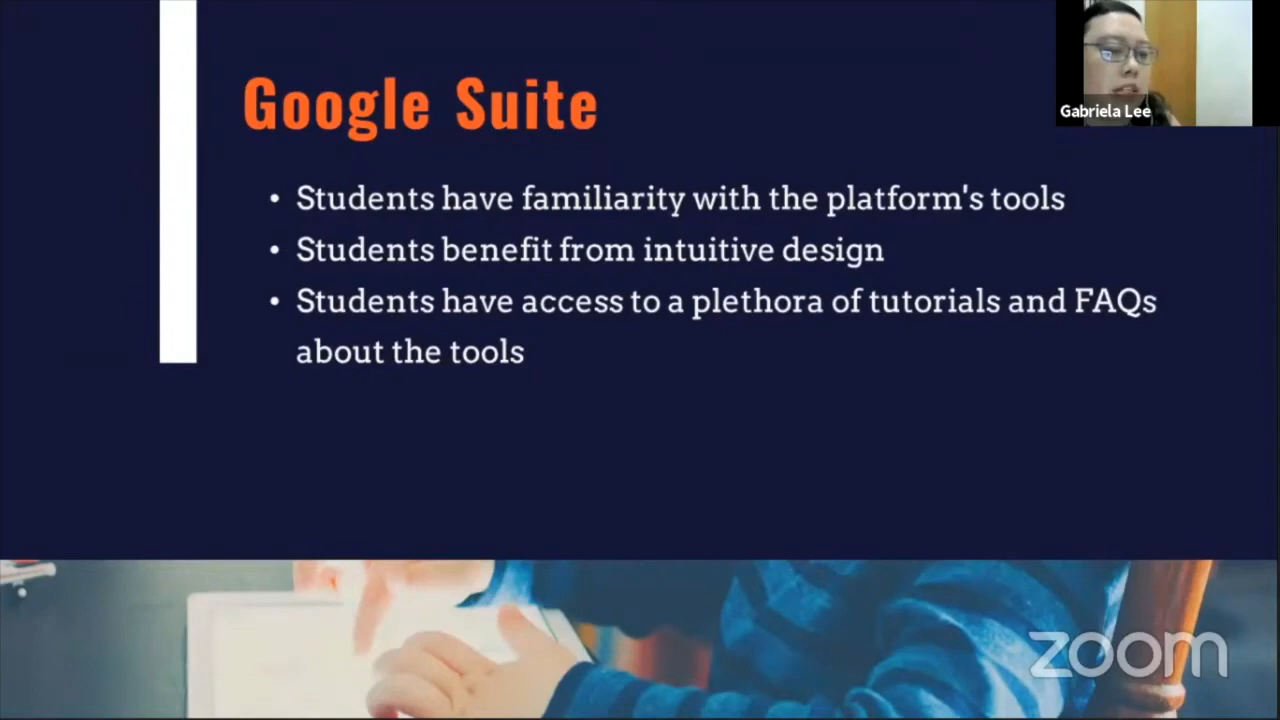 Google Suite
• Students have familiarity with the platform's tools
• Students benefit from intuitive design
• Students have access to a plethora of tutorials and FAQs
about the tools
Gabriela Lee
zoom